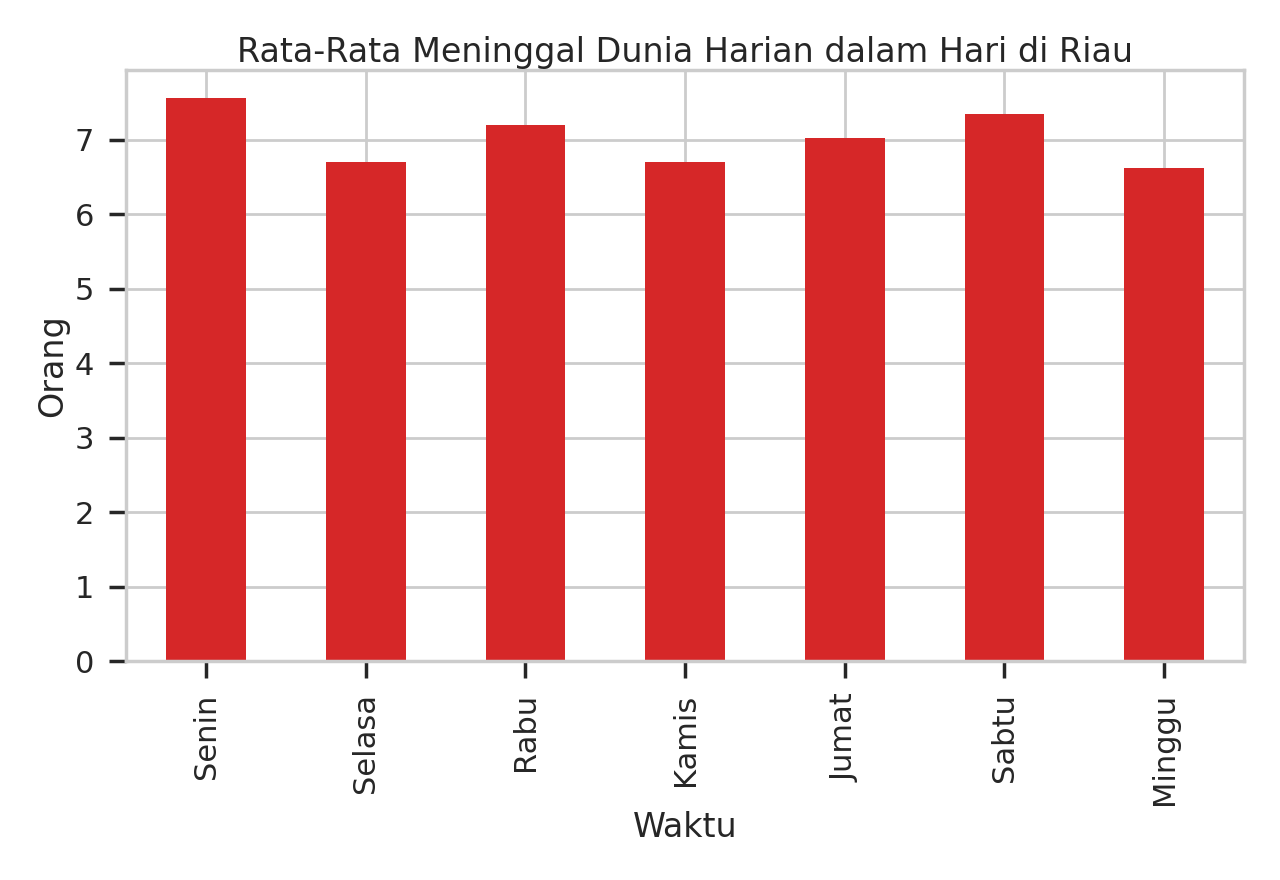 Rata-Rata Meninggal Dunia Harian dalam Hari di Riau
7
6
5
4
3
2
1
0
Orang
Senin
Selasa
Rabu
Kamis
Jumat
Sabtu
Minggu
Waktu